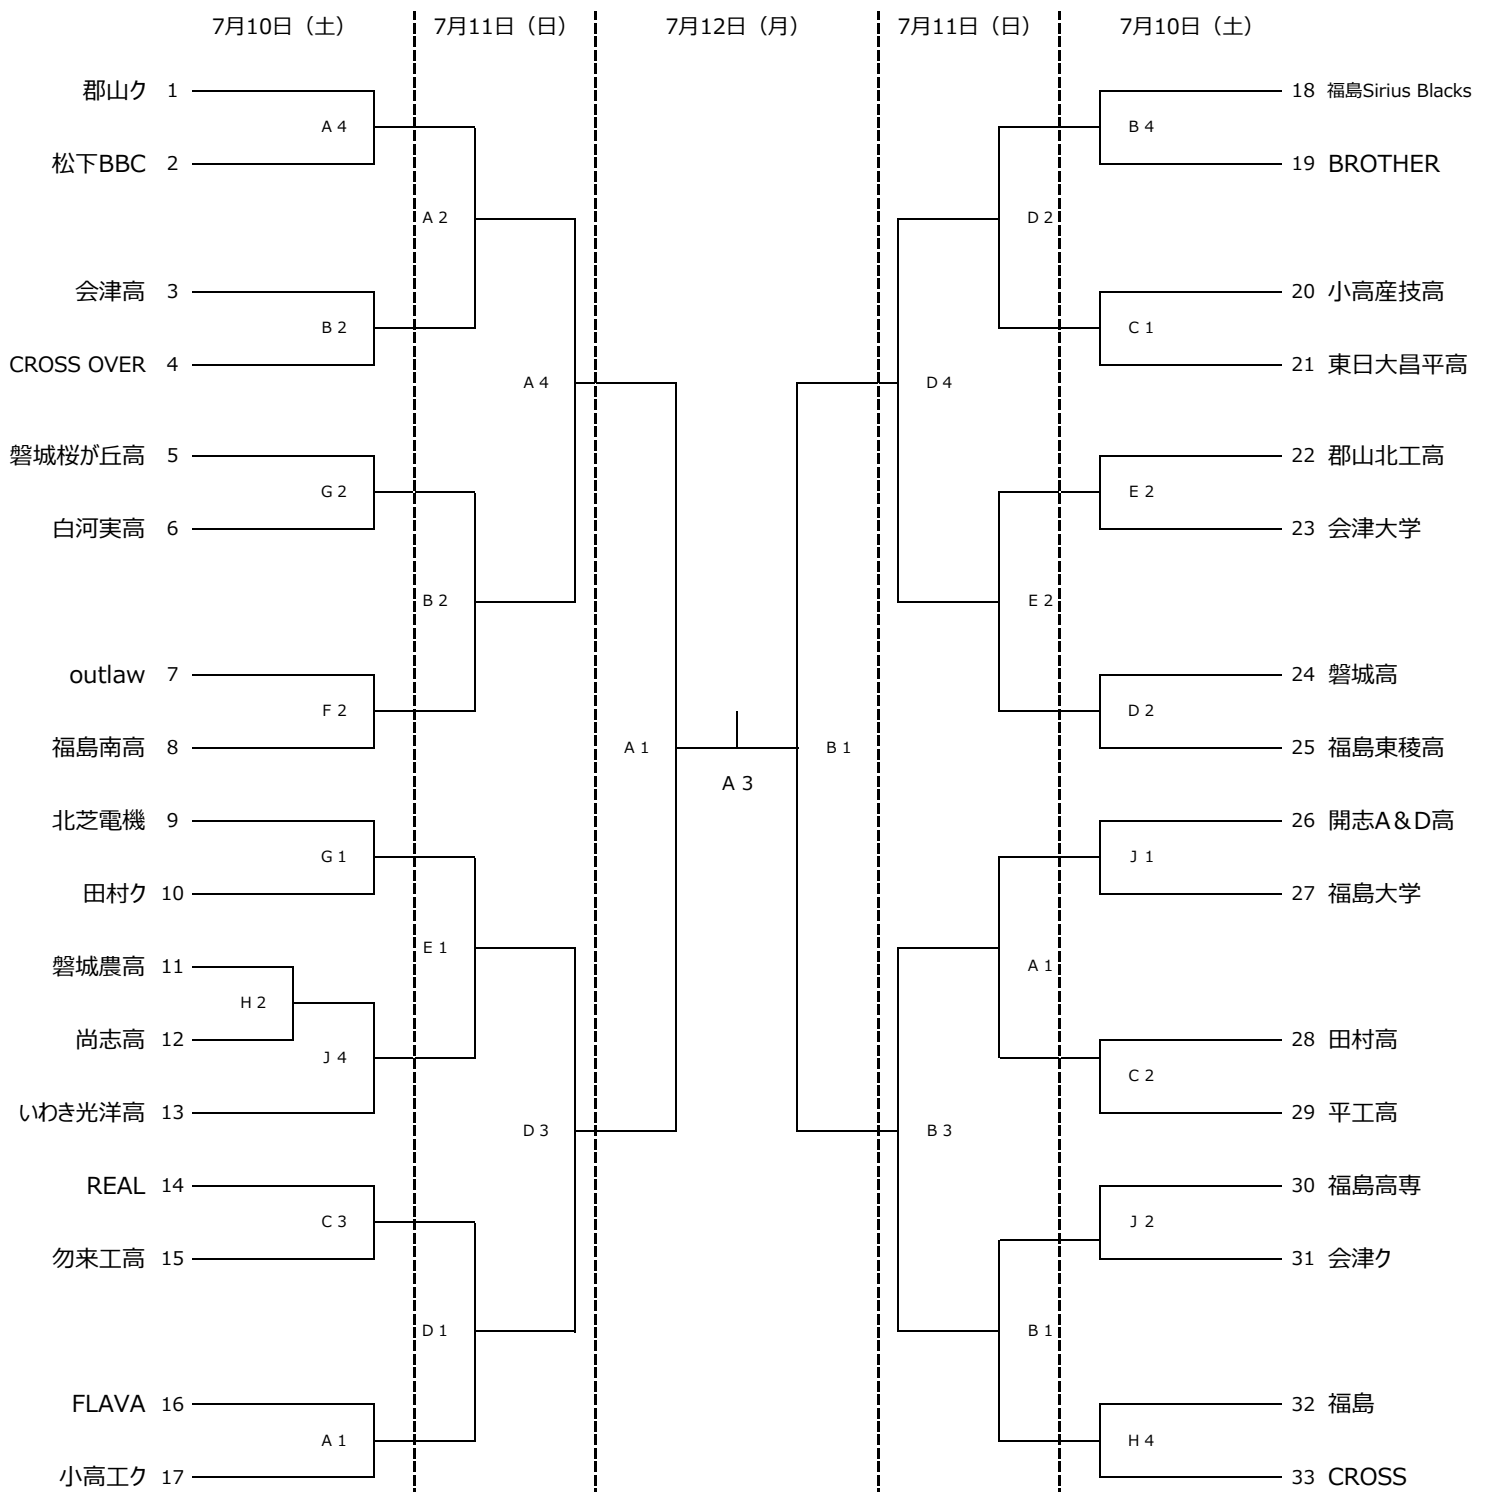 7月10日（土） 7月11日（日） 7月12日（月） 7月11日（日） 7月10日（土）
郡山ク 1 18 福島Sirius Blacks
A 4 B 4
松下BBC 2 19 BROTHER
A 2 D 2
会津高 3 20 小高産技高
B 2 C 1
CROSS OVER 4 21 東日大昌平高
A 4 D 4
磐城桜が丘高 5 22 郡山北工高
G 2 E 2
白河実高 6 23 会津大学
B 2 E 2
outlaw 7 24 磐城高
F 2 D 2
福島南高 8 A 1 B 1 25 福島東稜高
A 3
北芝電機 9 26 開志A＆D高
G 1 J 1
田村ク 10 27 福島大学
E 1 A 1
磐城農高 11
H 2
尚志高 12 28 田村高
J 4 C 2
いわき光洋高 13 29 平工高
D 3 B 3
REAL 14 30 福島高専
C 3 J 2
勿来工高 15 31 会津ク
D 1 B 1
FLAVA 16 32 福島
A 1 H 4
小高工ク 17 33 CROSS